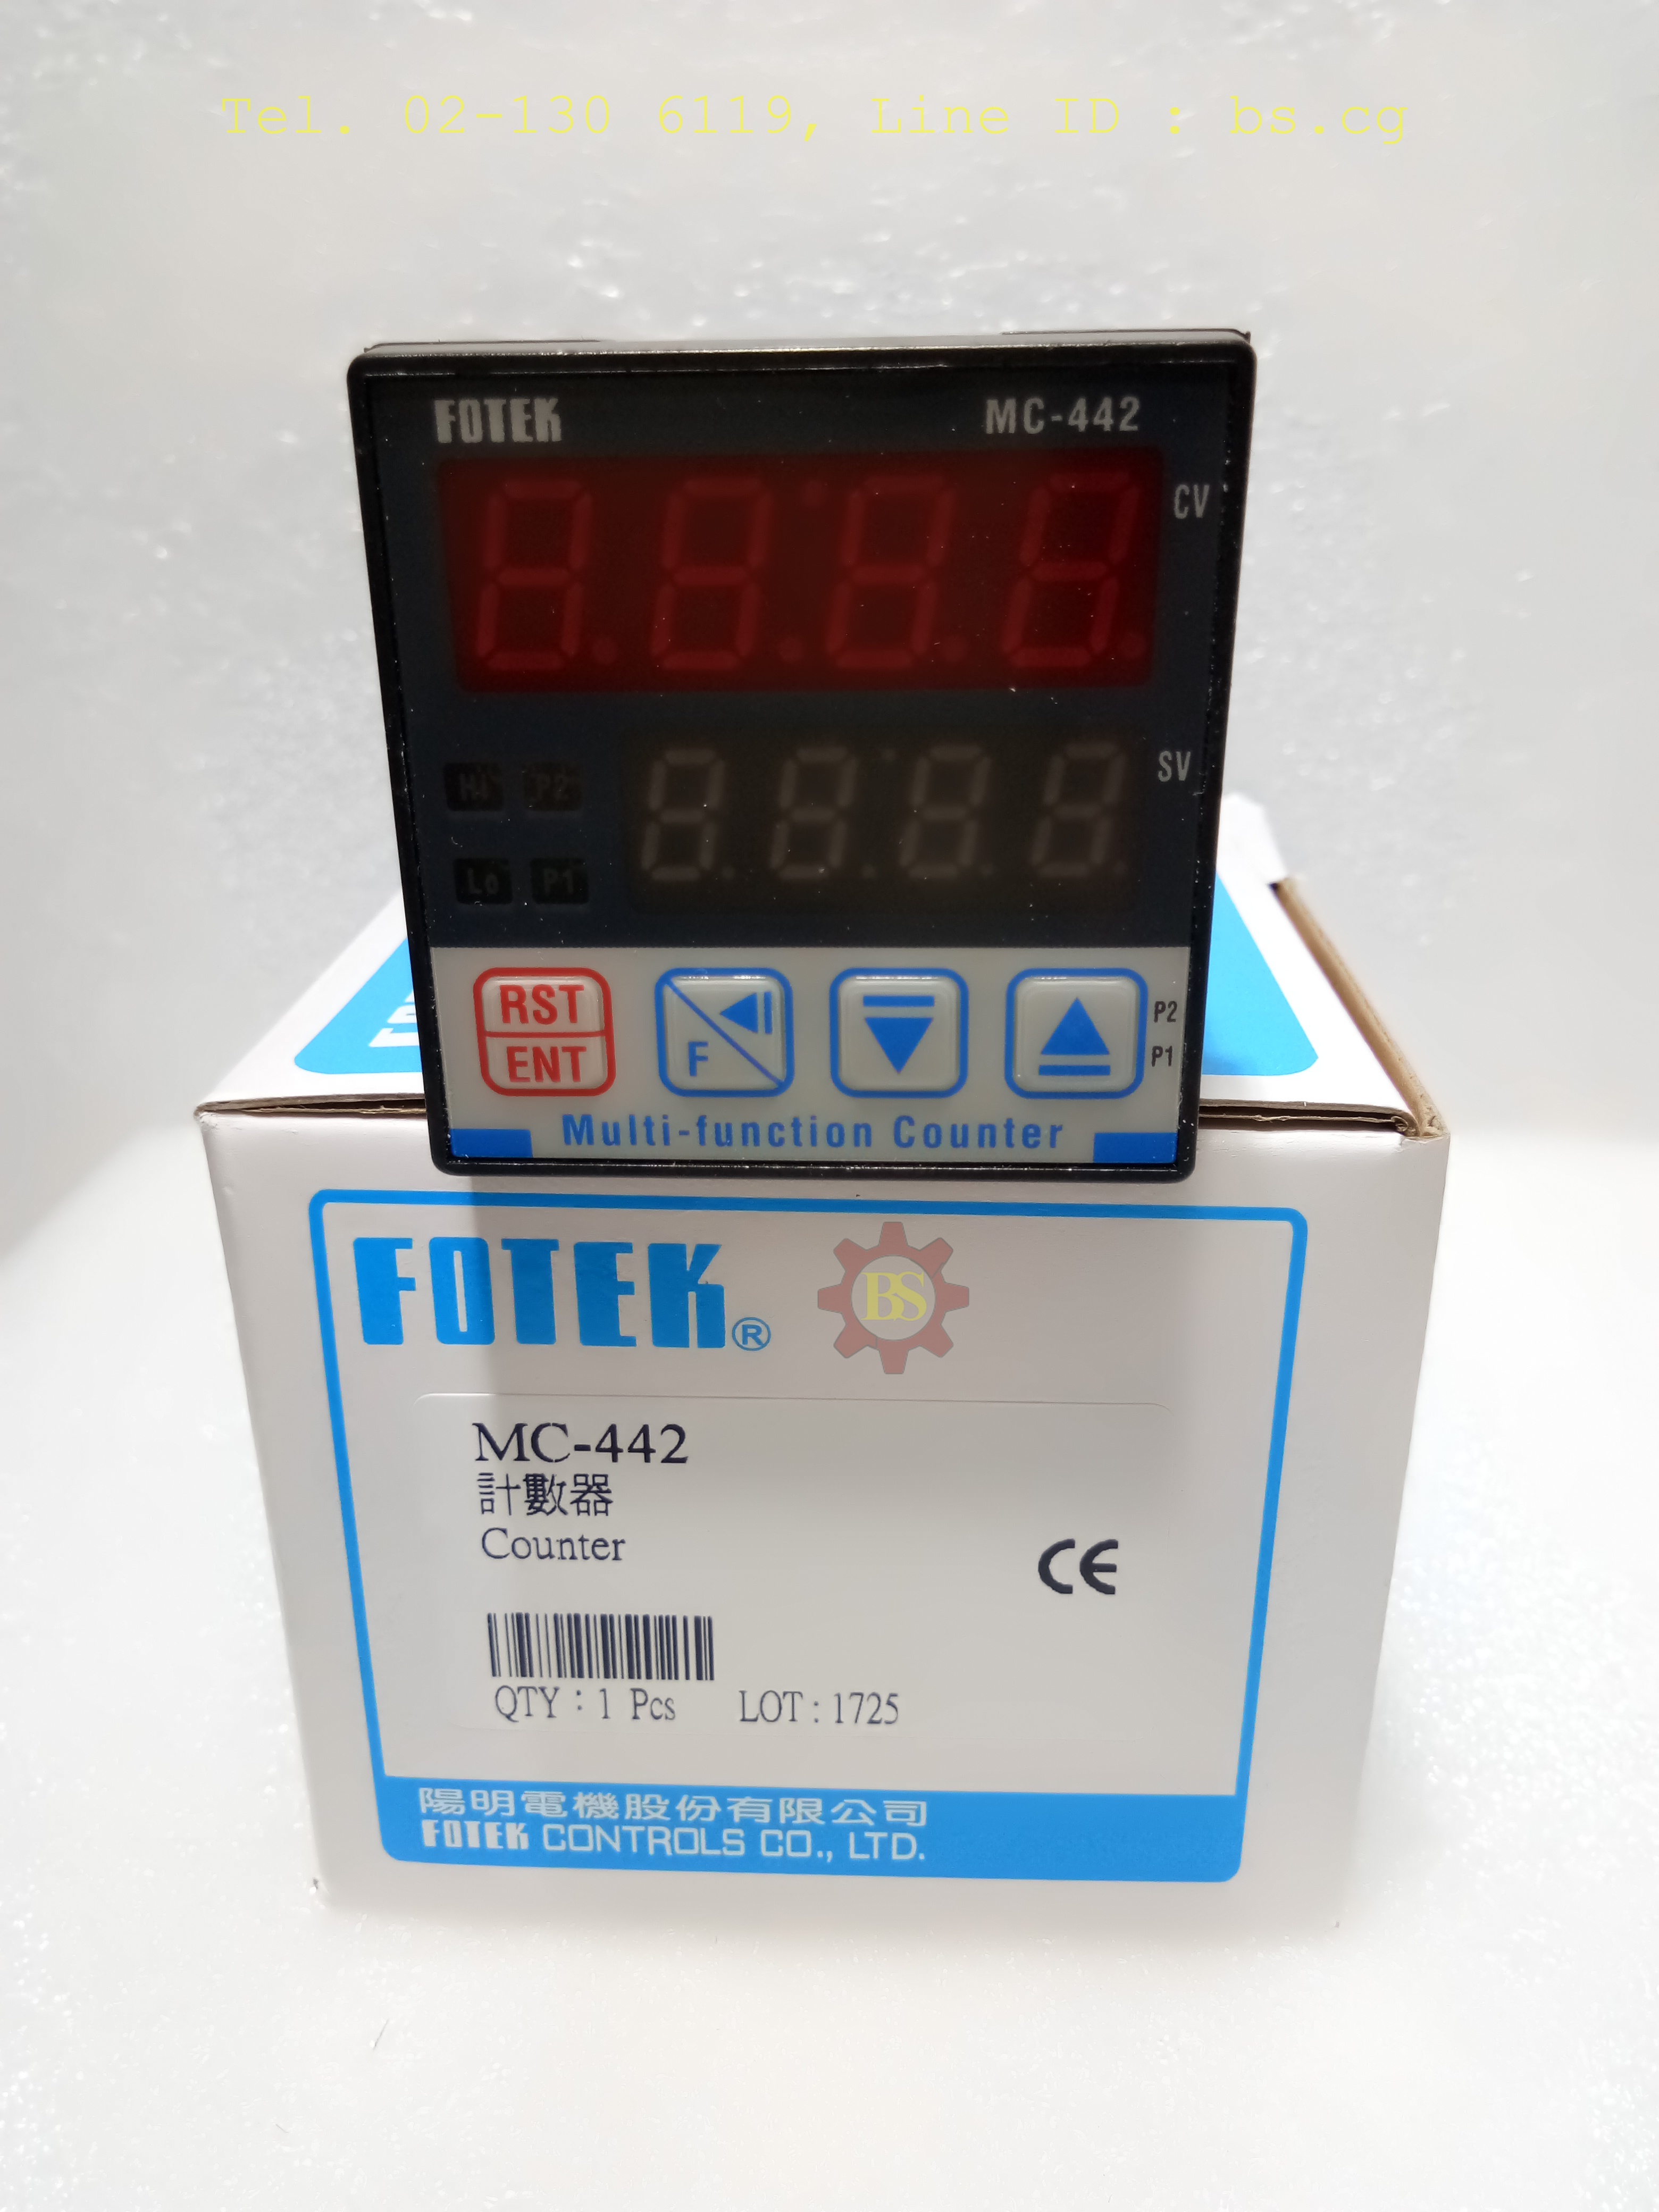 Tel. 02-130 6119, Line ID : bs.cg
FOTEK MC-442
CV
SV
Hi P2
Lo P1
RST
ENT
F
P2
P1
Multi-function Counter
FOTEK®
BS
MC-442
計數器
Counter
CE
QTY : 1 Pcs LOT : 1725
陽明電機股份有限公司
FOTEK CONTROLS CO., LTD.